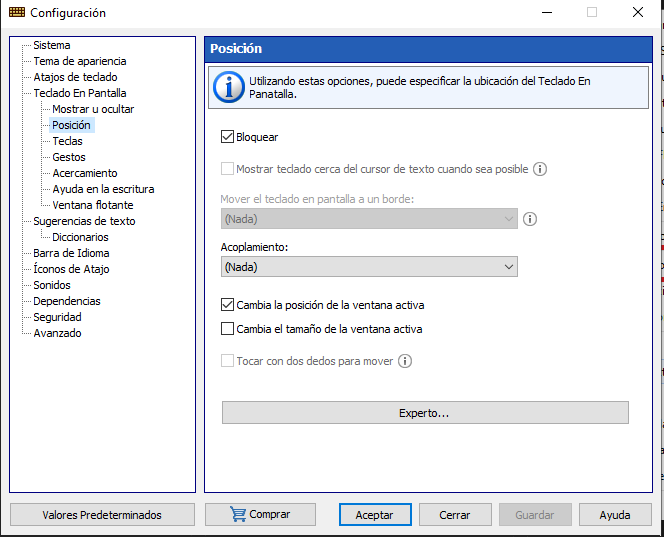 Configuración
Sistema
Tema de apariencia
Atajos de teclado
Teclado En Pantalla
Mostrar u ocultar
Posición
Teclas
Gestos
Acercamiento
Ayuda en la escritura
Ventana flotante
Sugerencias de texto
Diccionarios
Barra de Idioma
Íconos de Atajo
Sonidos
Dependencias
Seguridad
Avanzado
Posición
Utilizando estas opciones, puede especificar la ubicación del Teclado En
Panatalla.
Bloquear
Mostrar teclado cerca del cursor de texto cuando sea posible
Mover el teclado en pantalla a un borde:
(Nada)
Acoplamiento:
(Nada)
Cambia la posición de la ventana activa
Cambia el tamaño de la ventana activa
Tocar con dos dedos para mover
Experto...
Valores Predeterminados
Comprar
Aceptar
Cerrar
Guardar
Ayuda